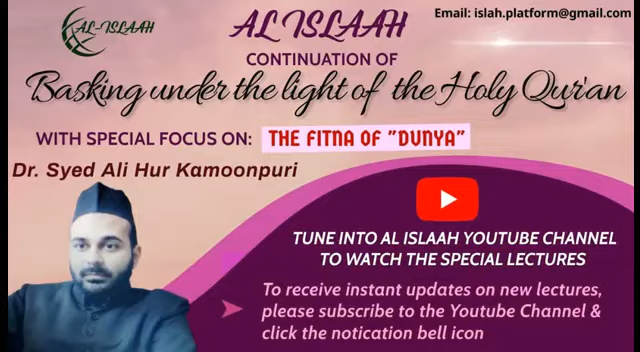 AL-ISLAAH
AL ISLAAH
Email: islah.platform@gmail.com
CONTINUATION OF
Basking under the light of the Holy Qur'an
WITH SPECIAL FOCUS ON: THE FITNA OF "DUNYA"
Dr. Syed Ali Hur Kamoonpuri
TUNE INTO AL ISLAAH YOUTUBE CHANNEL
TO WATCH THE SPECIAL LECTURES
To receive instant updates on new lectures,
please subscribe to the Youtube Channel &
click the notication bell icon